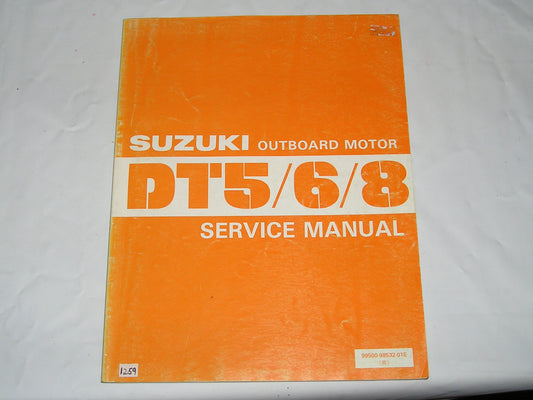 SUZUKI OUTBOARD MOTOR
DT5/6/8
SERVICE MANUAL
99500-98532-01E
1259